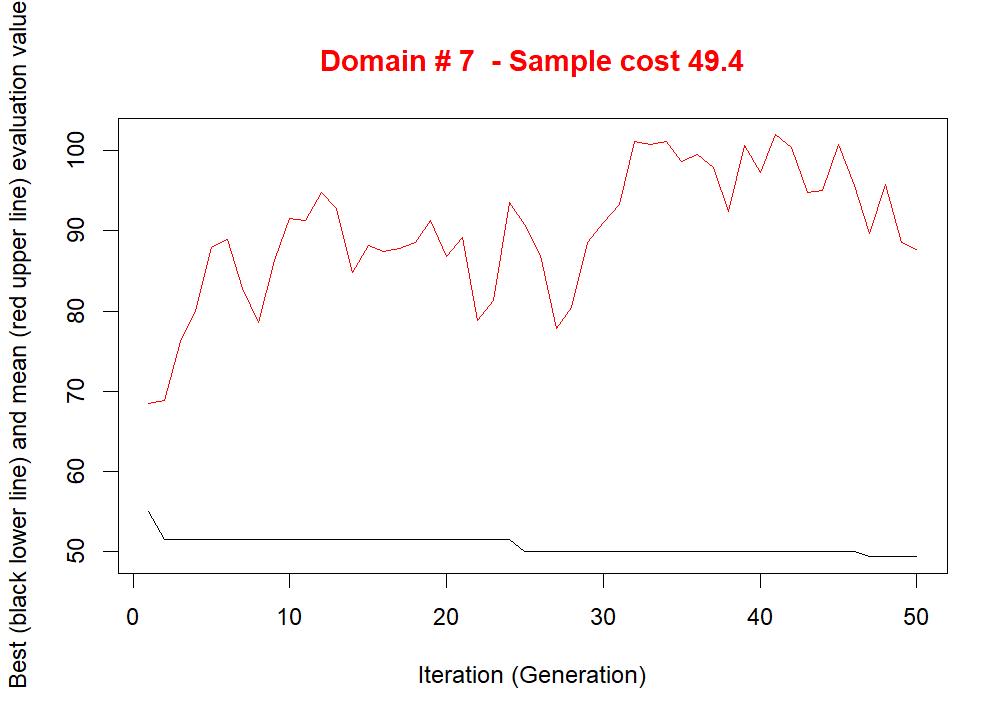 Domain # 7  - Sample cost 49.4
Best (black lower line) and mean (red upper line) evaluation value
100
90
80
70
60
50
0 10 20 30 40 50
Iteration (Generation)